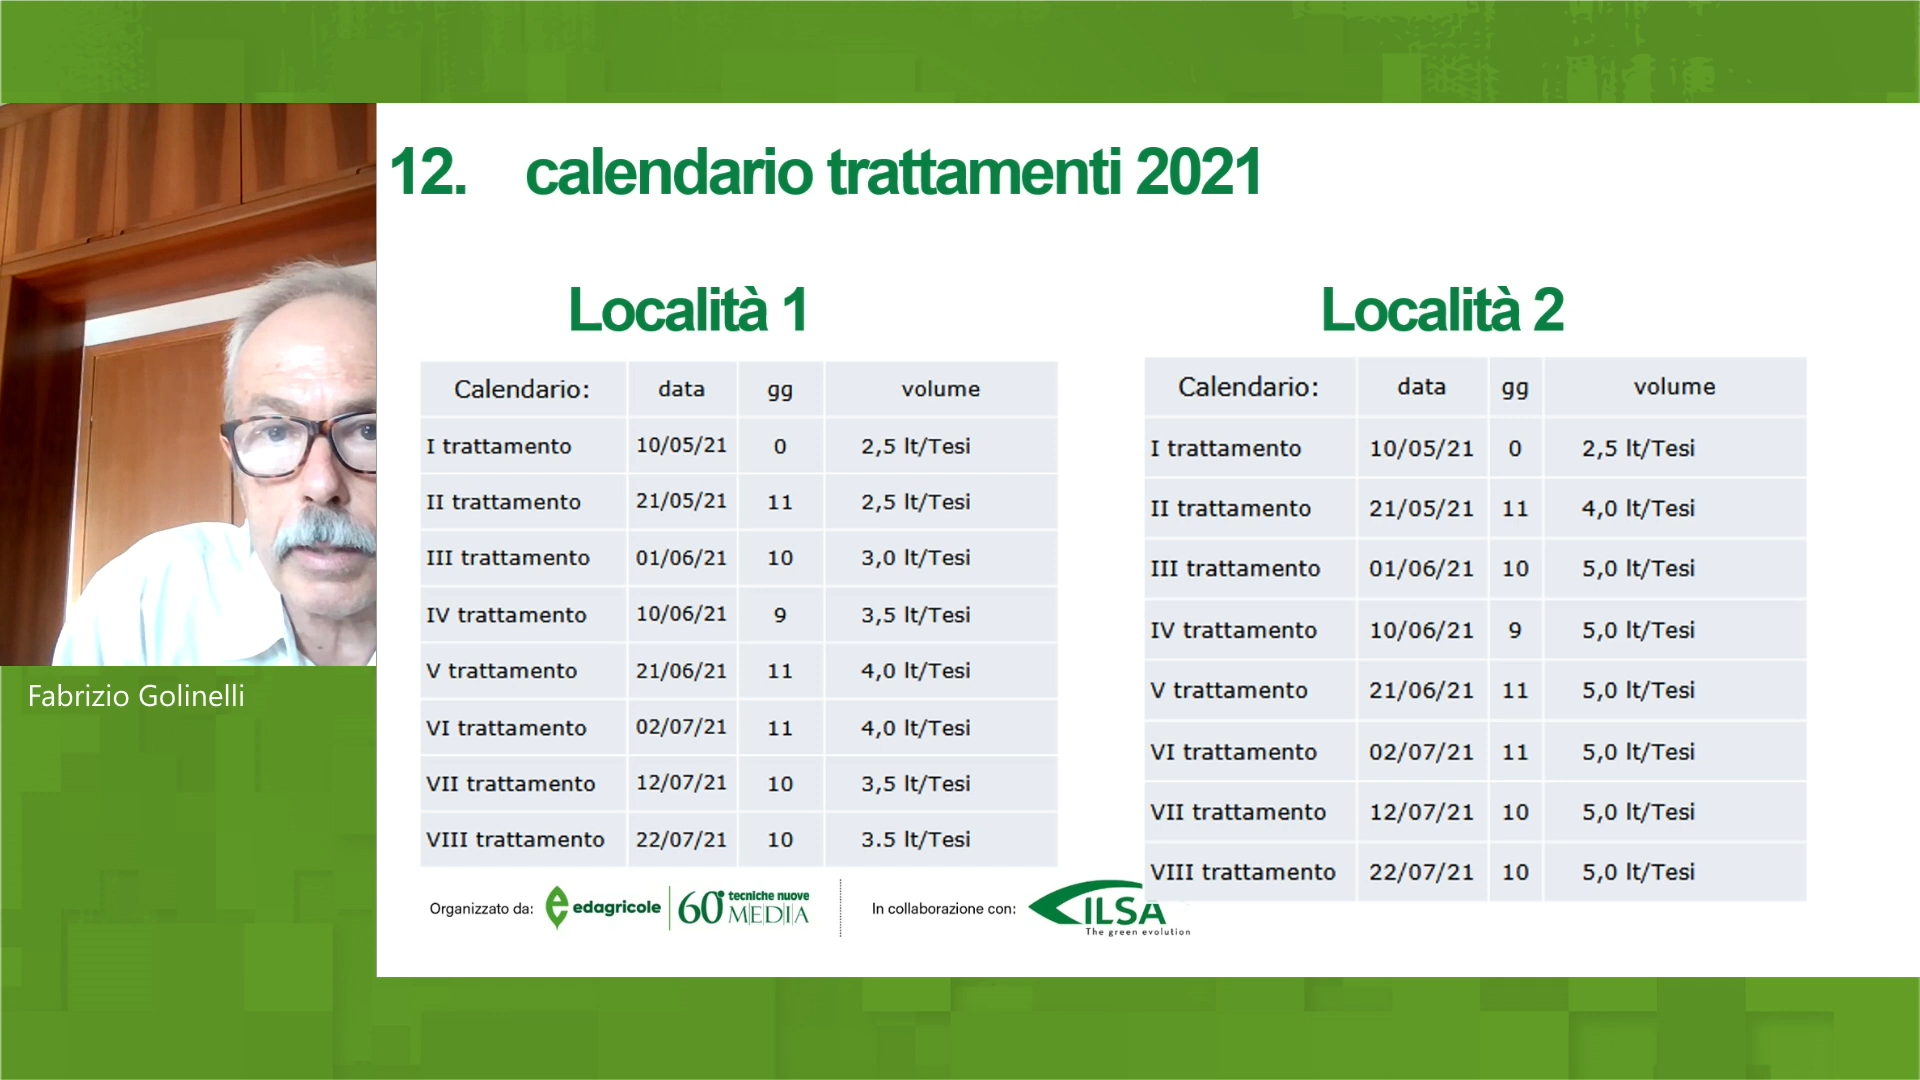 12. calendario trattamenti 2021
Località 1
Calendario: data gg volume
I trattamento 10/05/21 0 2,5 lt/Tesi
II trattamento 21/05/21 11 2,5 lt/Tesi
III trattamento 01/06/21 10 3,0 lt/Tesi
IV trattamento 10/06/21 9 3,5 lt/Tesi
V trattamento 21/06/21 11 4,0 lt/Tesi
VI trattamento 02/07/21 11 4,0 lt/Tesi
VII trattamento 12/07/21 10 3,5 lt/Tesi
VIII trattamento 22/07/21 10 3.5 lt/Tesi
Località 2
Calendario: data gg volume
I trattamento 10/05/21 0 2,5 lt/Tesi
II trattamento 21/05/21 11 4,0 lt/Tesi
III trattamento 01/06/21 10 5,0 lt/Tesi
IV trattamento 10/06/21 9 5,0 lt/Tesi
V trattamento 21/06/21 11 5,0 lt/Tesi
VI trattamento 02/07/21 11 5,0 lt/Tesi
VII trattamento 12/07/21 10 5,0 lt/Tesi
VIII trattamento 22/07/21 10 5,0 lt/Tesi
Fabrizio Golinelli
Organizzato da: edagricole 60° tecniche nuove
MEDIA
In collaborazione con: ILSA
The green evolution